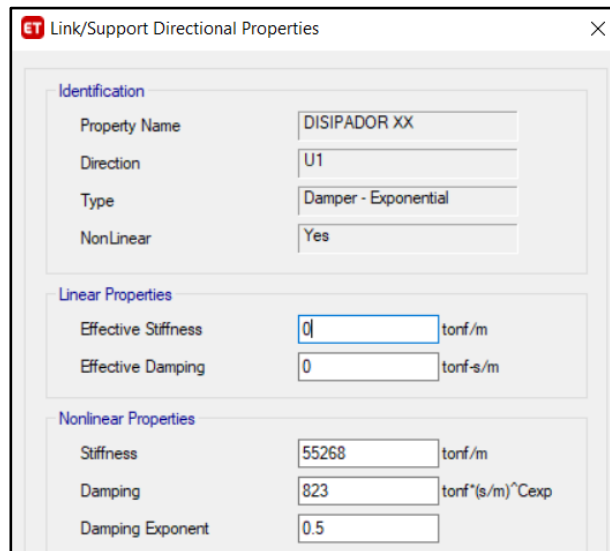 ET Link/Support Directional Properties
Identification
Property Name DISIPADOR XX
Direction U1
Type Damper - Exponential
NonLinear Yes
Linear Properties
Effective Stiffness 0 tonf/m
Effective Damping 0 tonf-s/m
Nonlinear Properties
Stiffness 55268 tonf/m
Damping 823 tonf*(s/m)^Cexp
Damping Exponent 0.5